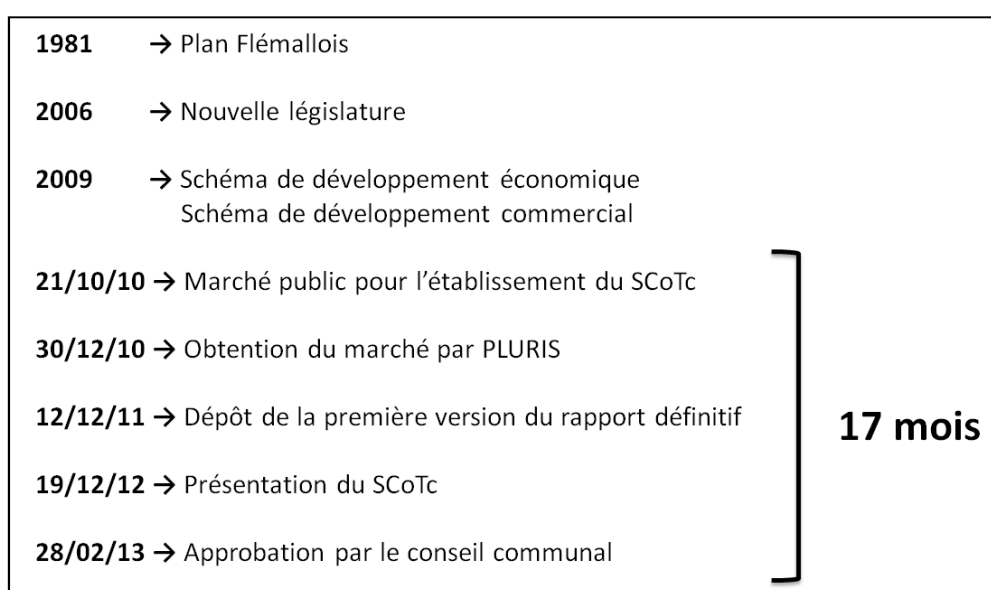 1981 → Plan Flémallois
2006 → Nouvelle législature
2009 → Schéma de développement économique
Schéma de développement commercial
21/10/10 → Marché public pour l’établissement du SCoTc
30/12/10 → Obtention du marché par PLURIS
12/12/11 → Dépôt de la première version du rapport définitif
19/12/12 → Présentation du SCoTc
28/02/13 → Approbation par le conseil communal
17 mois